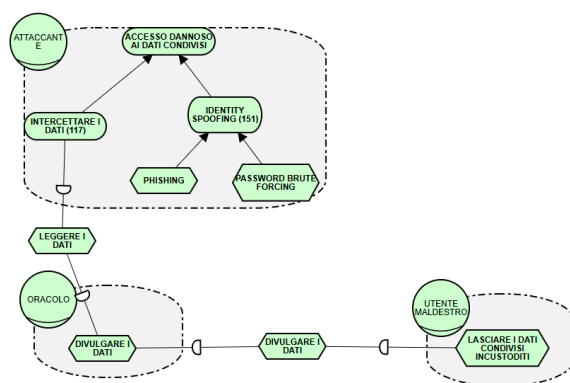 ATTACCANT
E
ACCESSO DANNOSO
AI DATI CONDIVISI
INTERCETTARE I
DATI (117)
IDENTITY
SPOOFING (151)
PHISHING
PASSWORD BRUTE
FORCING
LEGGERE I
DATI
ORACOLO
DIVULGARE I
DATI
DIVULGARE I
DATI
UTENTE
MALDESTRO
LASCIARE I DATI
CONDIVISI
INCUSTODITI